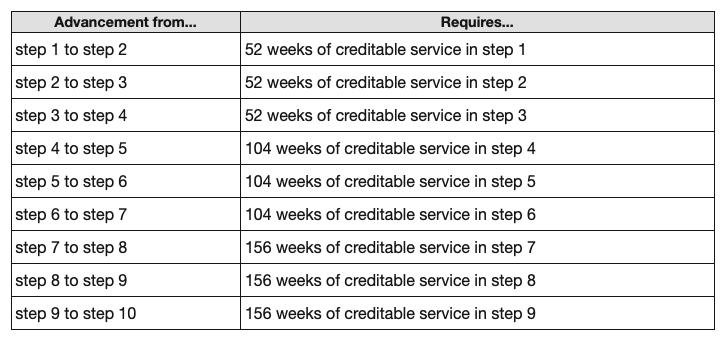 Advancement from... Requires...
step 1 to step 2 52 weeks of creditable service in step 1
step 2 to step 3 52 weeks of creditable service in step 2
step 3 to step 4 52 weeks of creditable service in step 3
step 4 to step 5 104 weeks of creditable service in step 4
step 5 to step 6 104 weeks of creditable service in step 5
step 6 to step 7 104 weeks of creditable service in step 6
step 7 to step 8 156 weeks of creditable service in step 7
step 8 to step 9 156 weeks of creditable service in step 8
step 9 to step 10 156 weeks of creditable service in step 9